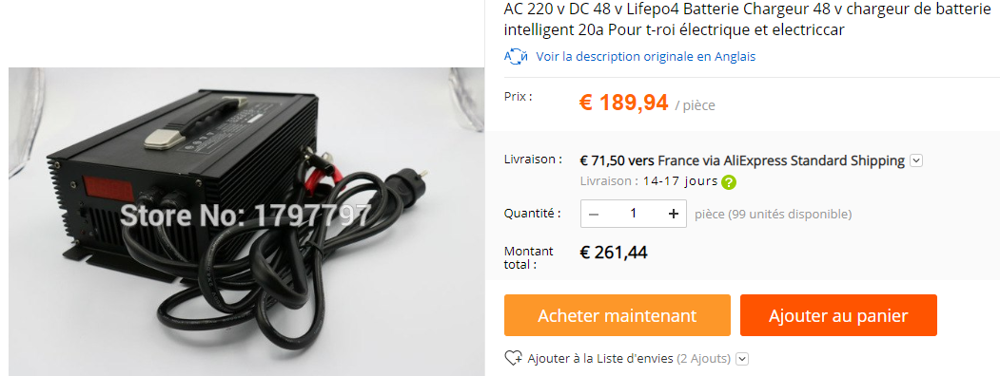 AC 220 v DC 48 v Lifepo4 Batterie Chargeur 48 v chargeur de batterie
intelligent 20a Pour t-roi électrique et electriccar
Voir la description originale en Anglais
Prix :
€ 189,94 / pièce
Livraison :
€ 71,50 vers France via AliExpress Standard Shipping
Livraison : 14-17 jours ?
Quantité :
1
pièce (99 unités disponible)
Montant
total :
€ 261,44
Acheter maintenant
Ajouter au panier
Ajouter à la Liste d'envies (2 Ajouts)
Store No: 1797797